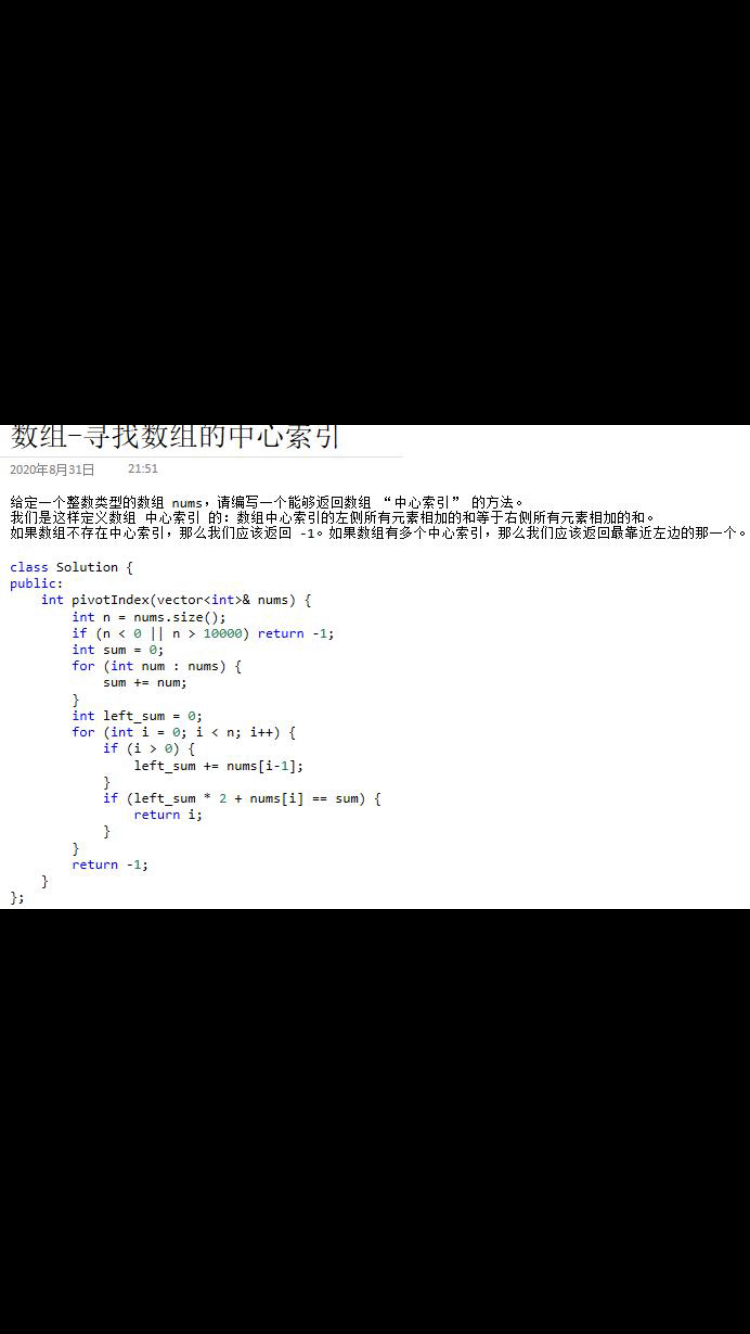 数组-寻找数组的中心索引
2020年8月31日 21:51
给定一个整数类型的数组 nums，请编写一个能够返回数组 “中心索引” 的方法。
我们是这样定义数组 中心索引 的：数组中心索引的左侧所有元素相加的和等于右侧所有元素相加的和。
如果数组不存在中心索引，那么我们应该返回 -1。如果数组有多个中心索引，那么我们应该返回最靠近左边的那一个。
class Solution {
public:
    int pivotIndex(vector<int>& nums) {
        int n = nums.size();
        if (n < 0 || n > 10000) return -1;
        int sum = 0;
        for (int num : nums) {
            sum += num;
        }
        int left_sum = 0;
        for (int i = 0; i < n; i++) {
            if (i > 0) {
                left_sum += nums[i-1];
            }
            if (left_sum * 2 + nums[i] == sum) {
                return i;
            }
        }
        return -1;
    }
};